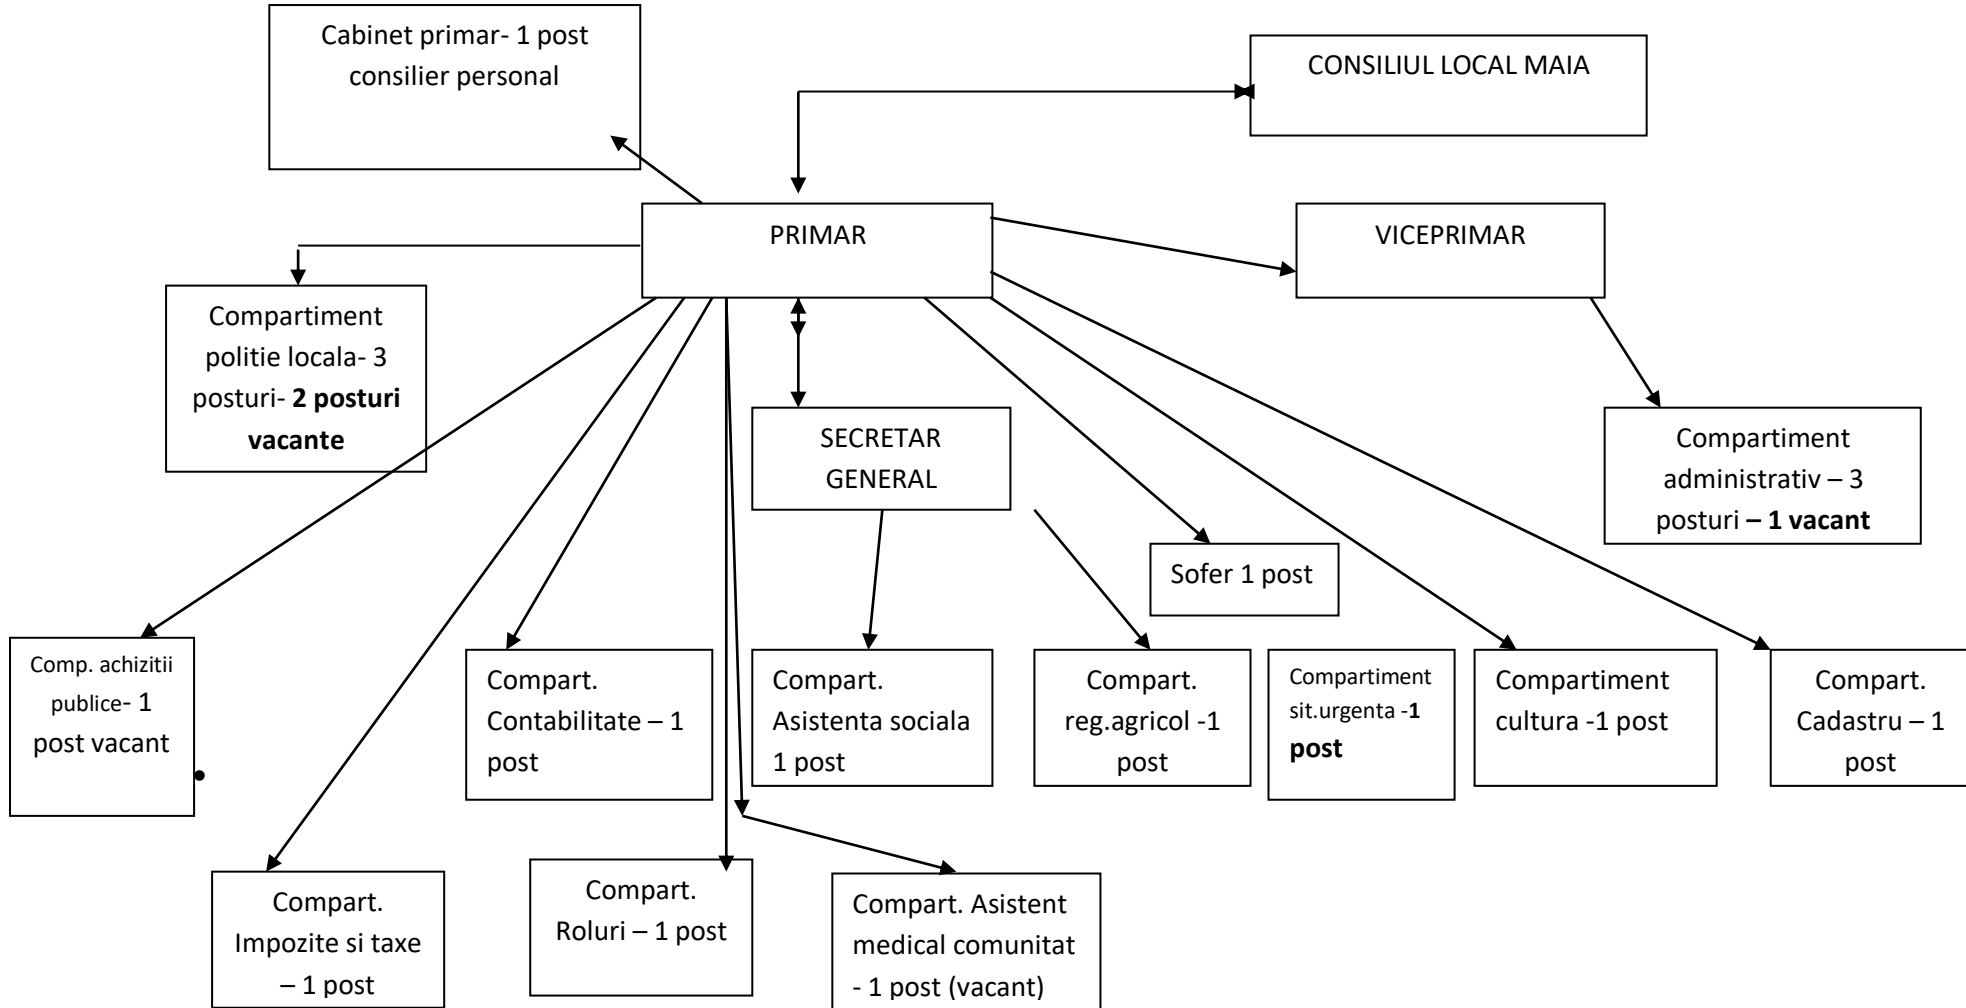 Cabinet primar- 1 post
consilier personal
CONSILIUL LOCAL MAIA
PRIMAR
VICEPRIMAR
Compartiment
politie locala- 3
posturi- 2 posturi
vacante
SECRETAR
GENERAL
Compartiment
administrativ – 3
posturi – 1 vacant
Sofer 1 post
Comp. achizitii
publice- 1
post vacant
Compart.
Contabilitate – 1
post
Compart.
Asistenta sociala
1 post
Compart.
reg.agricol -1
post
Compartiment
sit.urgenta -1
post
Compartiment
cultura -1 post
Compart.
Cadastru – 1
post
Compart.
Impozite si taxe
– 1 post
Compart.
Roluri – 1 post
Compart. Asistent
medical comunitat
- 1 post (vacant)